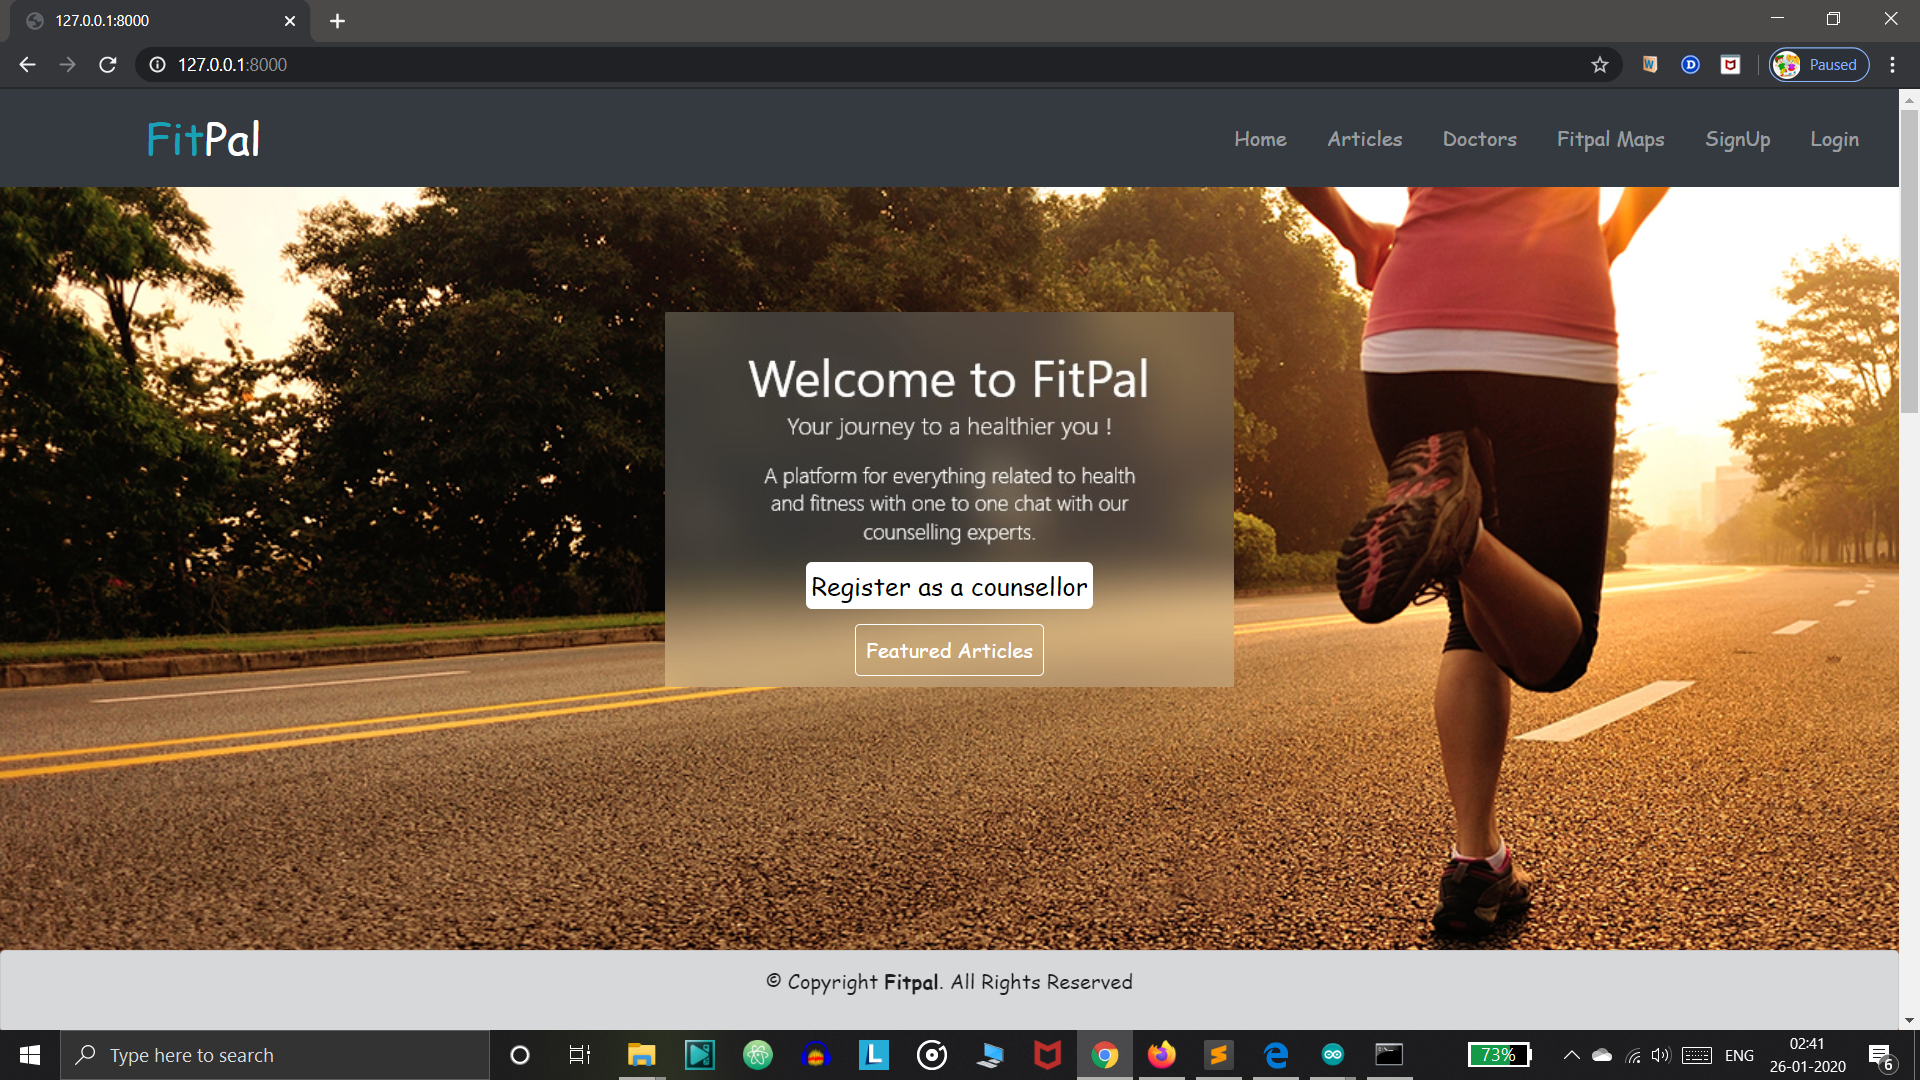 127.0.0.1:8000
127.0.0.1:8000
Paused
FitPal
Home Articles Doctors Fitpal Maps SignUp Login
Welcome to FitPal
Your journey to a healthier you !
A platform for everything related to health
and fitness with one to one chat with our
counselling experts.
Register as a counsellor
Featured Articles
© Copyright Fitpal. All Rights Reserved
Type here to search
73%
ENG
02:41
26-01-2020
6